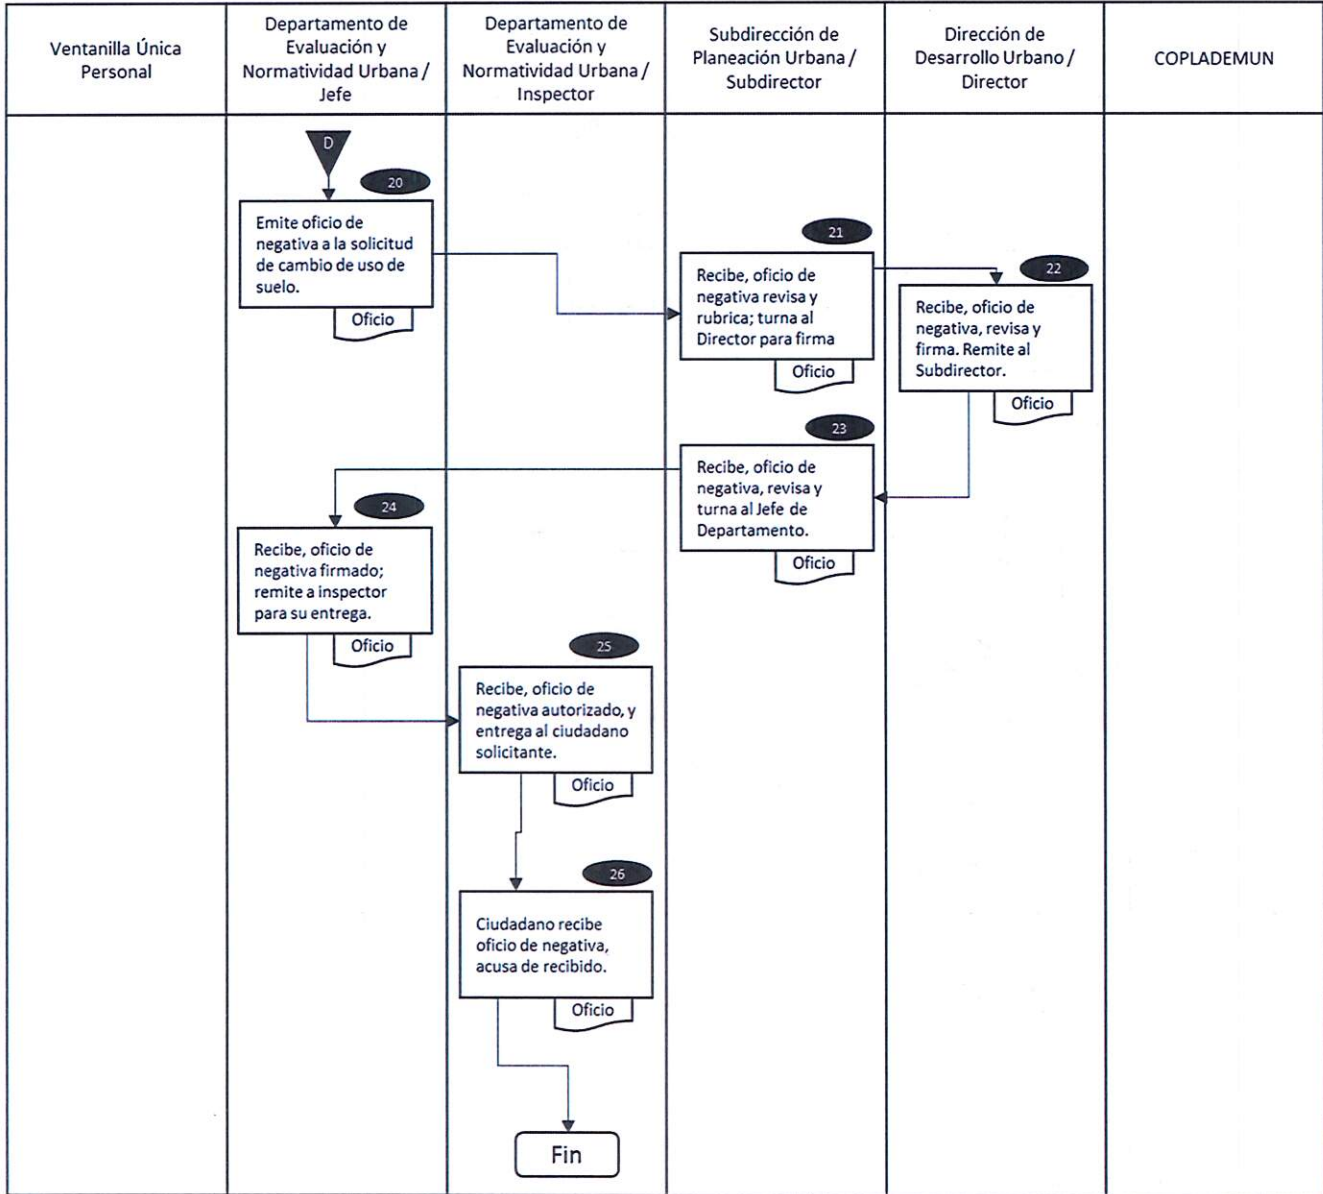 Ventanilla Única
Personal
Departamento de
Evaluación y
Normatividad Urbana /
Jefe
Departamento de
Evaluación y
Normatividad Urbana /
Inspector
Subdirección de
Planeación Urbana /
Subdirector
Dirección de
Desarrollo Urbano /
Director
COPLADEMUN
D
20
Emite oficio de
negativa a la solicitud
de cambio de uso de
suelo.
Oficio
21
Recibe, oficio de
negativa revisa y
rubrica; turna al
Director para firma
Oficio
22
Recibe, oficio de
negativa, revisa y
firma. Remite al
Subdirector.
Oficio
23
Recibe, oficio de
negativa, revisa y
turna al Jefe de
Departamento.
Oficio
24
Recibe, oficio de
negativa firmado;
remite a inspector
para su entrega.
Oficio
25
Recibe, oficio de
negativa autorizado, y
entrega al ciudadano
solicitante.
Oficio
26
Ciudadano recibe
oficio de negativa,
acusa de recibido.
Oficio
Fin